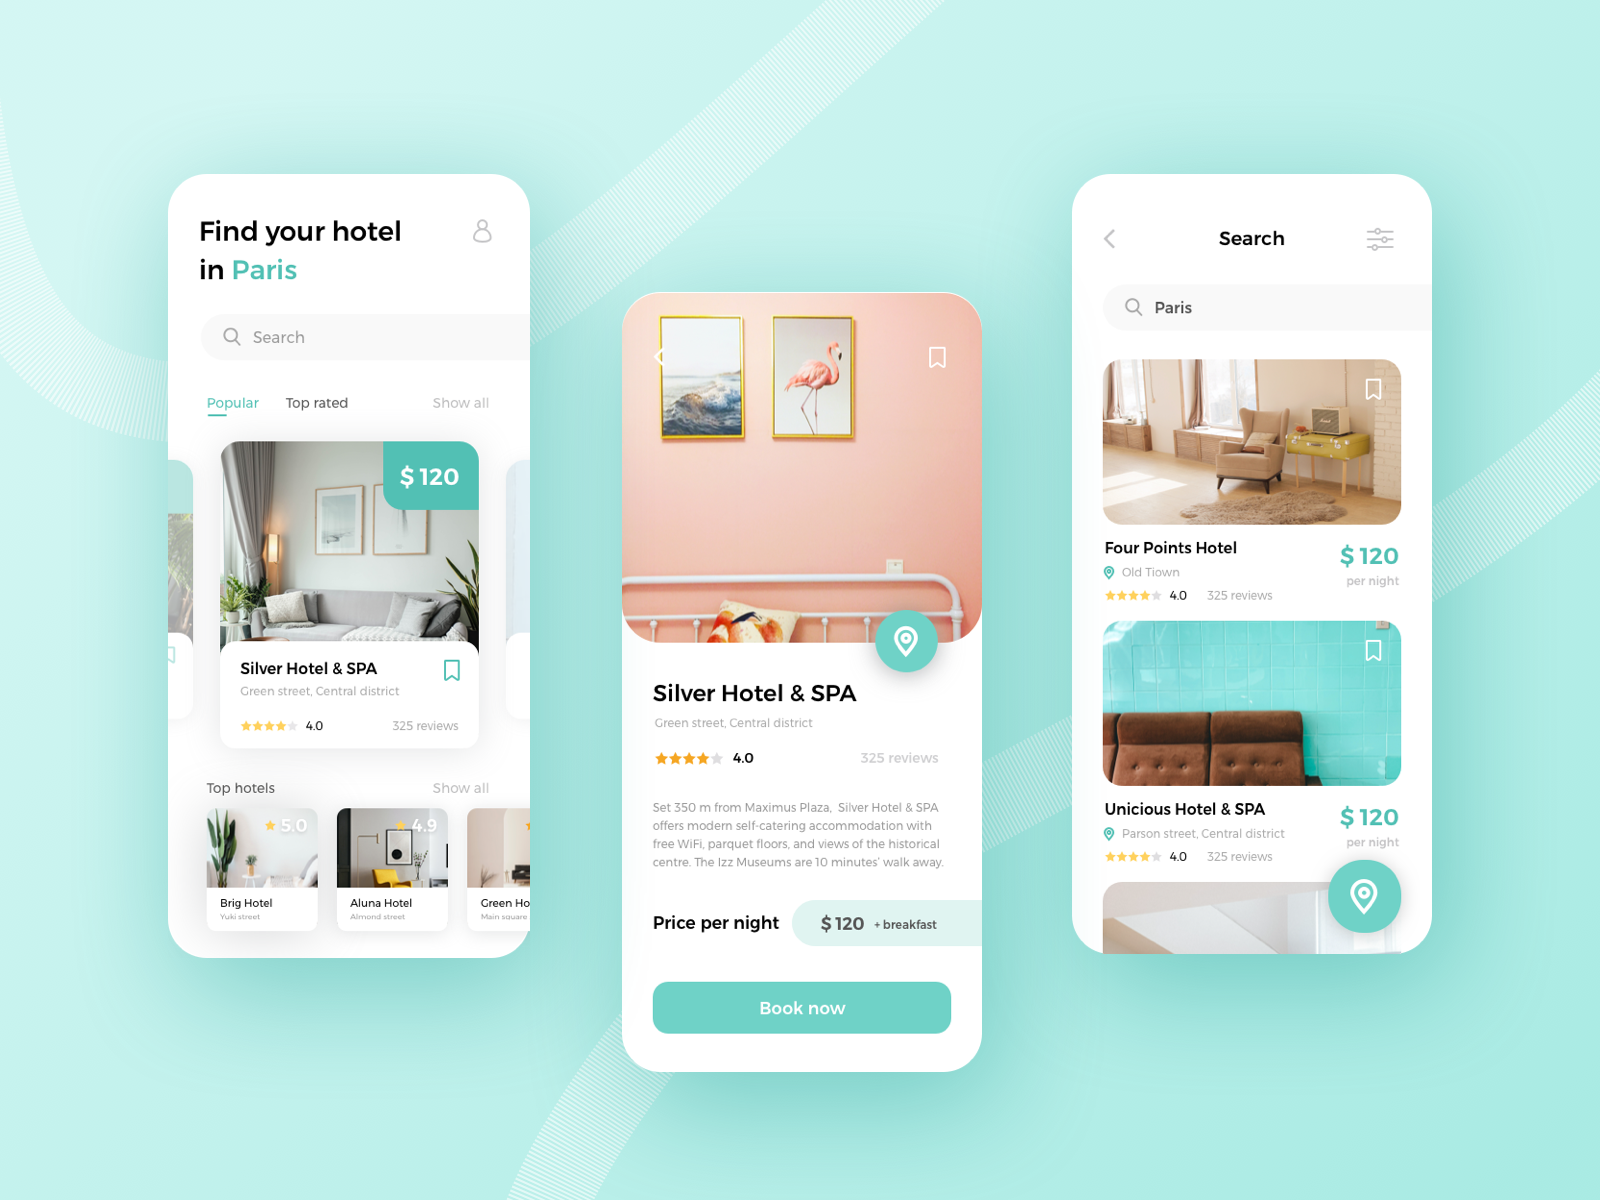 Find your hotel
in Paris
Search
Popular Top rated Show all
$ 120
Silver Hotel & SPA
Green street, Central district
4.0 325 reviews
Top hotels Show all
5.0
4.9
Brig Hotel
Yuki street
Aluna Hotel
Almond street
Green Ho
Main square
Silver Hotel & SPA
Green street, Central district
4.0 325 reviews
Set 350 m from Maximus Plaza, Silver Hotel & SPA
offers modern self-catering accommodation with
free WiFi, parquet floors, and views of the historical
centre. The Izz Museums are 10 minutes' walk away.
Price per night $ 120 + breakfast
Book now
Search
Paris
Four Points Hotel
$ 120
Old Tiown
per night
4.0 325 reviews
Unicious Hotel & SPA
$ 120
Parson street, Central district
per night
4.0 325 reviews